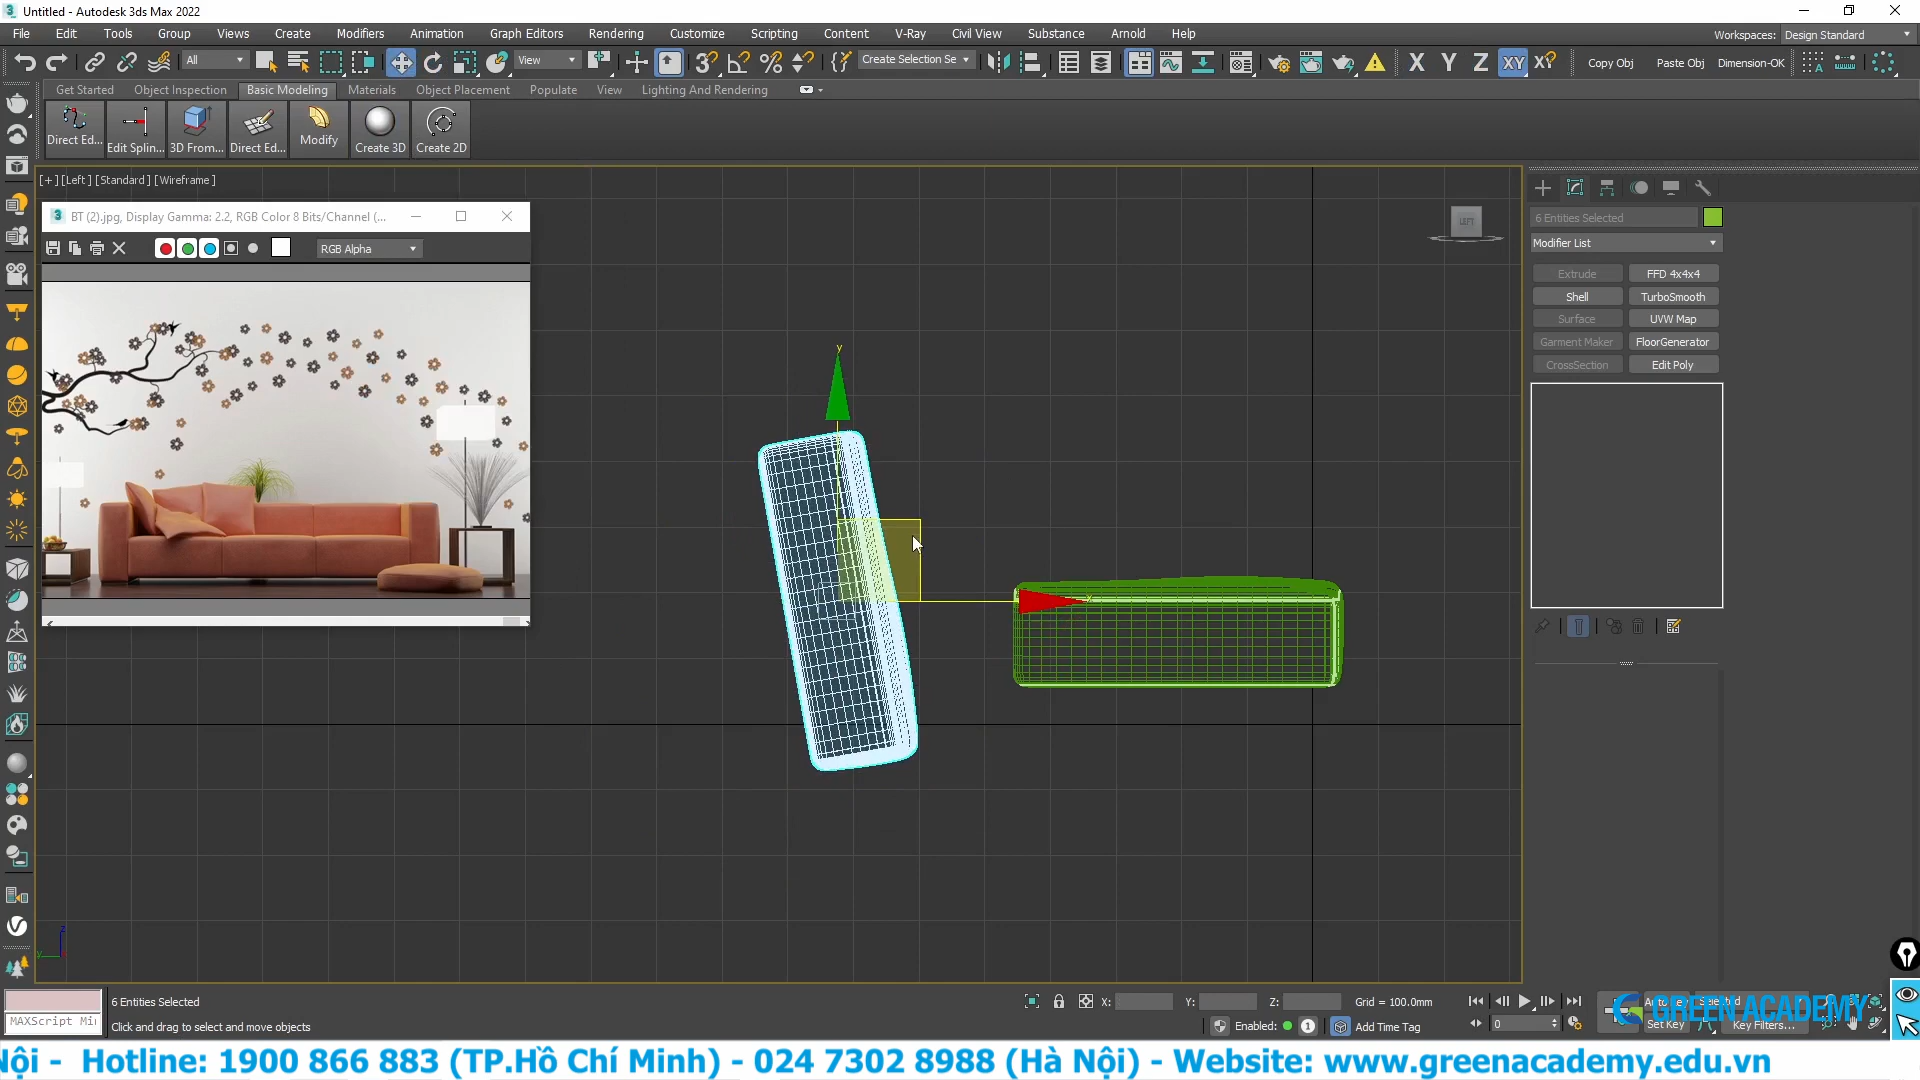 Untitled - Autodesk 3ds Max 2022
File Edit Tools Group Views Create Modifiers Animation Graph Editors Rendering Customize Scripting Content V-Ray Civil View Substance Arnold Help
Workspaces: Design Standard
All View Create Selection Se X Y Z XY Copy Obj Paste Obj Dimension-OK
Get Started Object Inspection Basic Modeling Materials Object Placement Populate View Lighting And Rendering
Direct Ed... Edit Splin... 3D From... Direct Ed... Modify Create 3D Create 2D
[+] [Left] [Standard] [Wireframe]
BT (2).jpg, Display Gamma: 2.2, RGB Color 8 Bits/Channel (...
RGB Alpha
LEFT
6 Entities Selected
Modifier List
Extrude FFD 4x4x4
Shell TurboSmooth
Surface UVW Map
Garment Maker FloorGenerator
CrossSection Edit Poly
y
x
z
y
6 Entities Selected
X: Y: Z: Grid = 100.0mm
MAXScript Mi
Click and drag to select and move objects
Enabled: 1 Add Time Tag
0
Selected
Set Key Key Filters...
GREEN ACADEMY
Nội - Hotline: 1900 866 883 (TP.Hồ Chí Minh) - 024 7302 8988 (Hà Nội) - Website: www.greenacademy.edu.vn